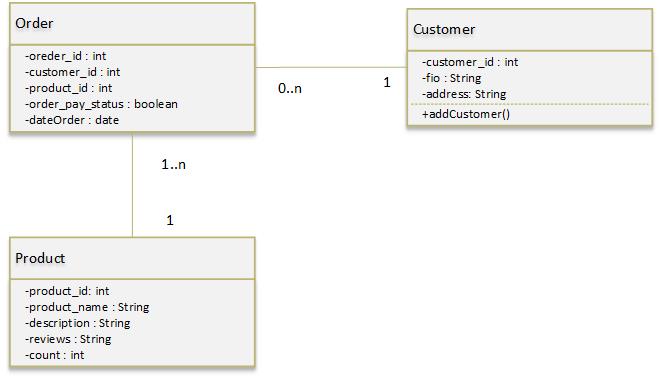 Order
-oreder_id : int
-customer_id : int
-product_id : int
-order_pay_status : boolean
-dateOrder : date
Customer
-customer_id : int
-fio : String
-address: String
+addCustomer()
0..n
1
1..n
1
Product
-product_id: int
-product_name : String
-description : String
-reviews : String
-count : int